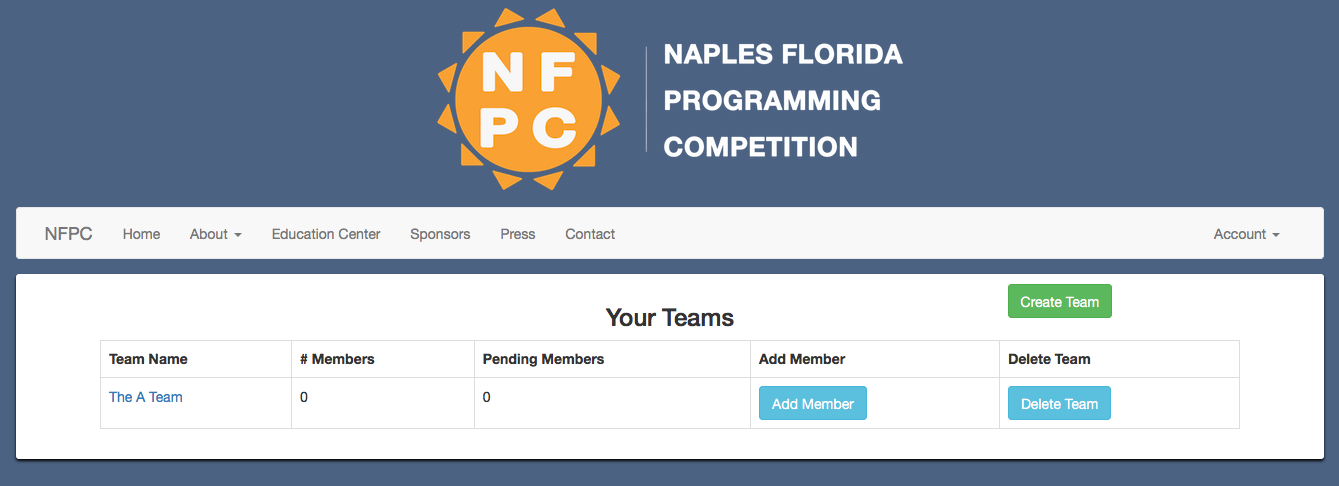 NF
PC
NAPLES FLORIDA
PROGRAMMING
COMPETITION
NFPC Home About Education Center Sponsors Press Contact Account
Create Team
Your Teams
Team Name # Members Pending Members Add Member Delete Team
The A Team 0 0 Add Member Delete Team